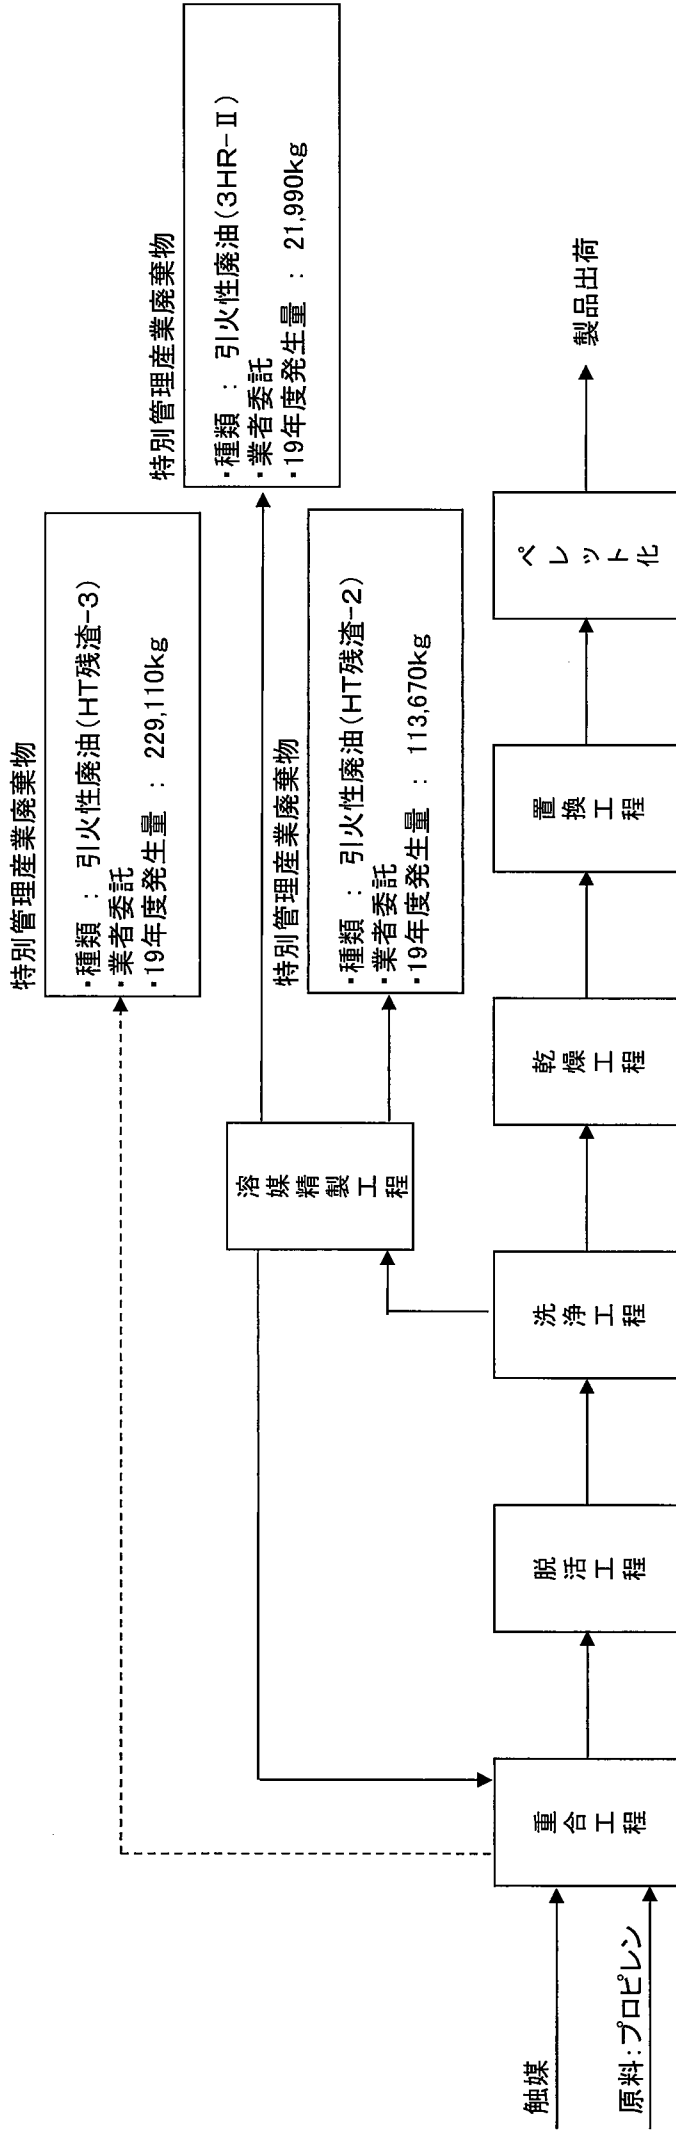 特別管理産業廃棄物
・種類 : 引火性廃油(HT残渣-3)
・業者委託
・19年度発生量 : 229,110kg
特別管理産業廃棄物
・種類 : 引火性廃油(3HR-Ⅱ)
・業者委託
・19年度発生量 : 21,990kg
特別管理産業廃棄物
・種類 : 引火性廃油(HT残渣-2)
・業者委託
・19年度発生量 : 113,670kg
溶媒精製工程
触媒
原料:プロピレン
重合工程
脱活工程
洗浄工程
乾燥工程
置換工程
ペレット化
製品出荷